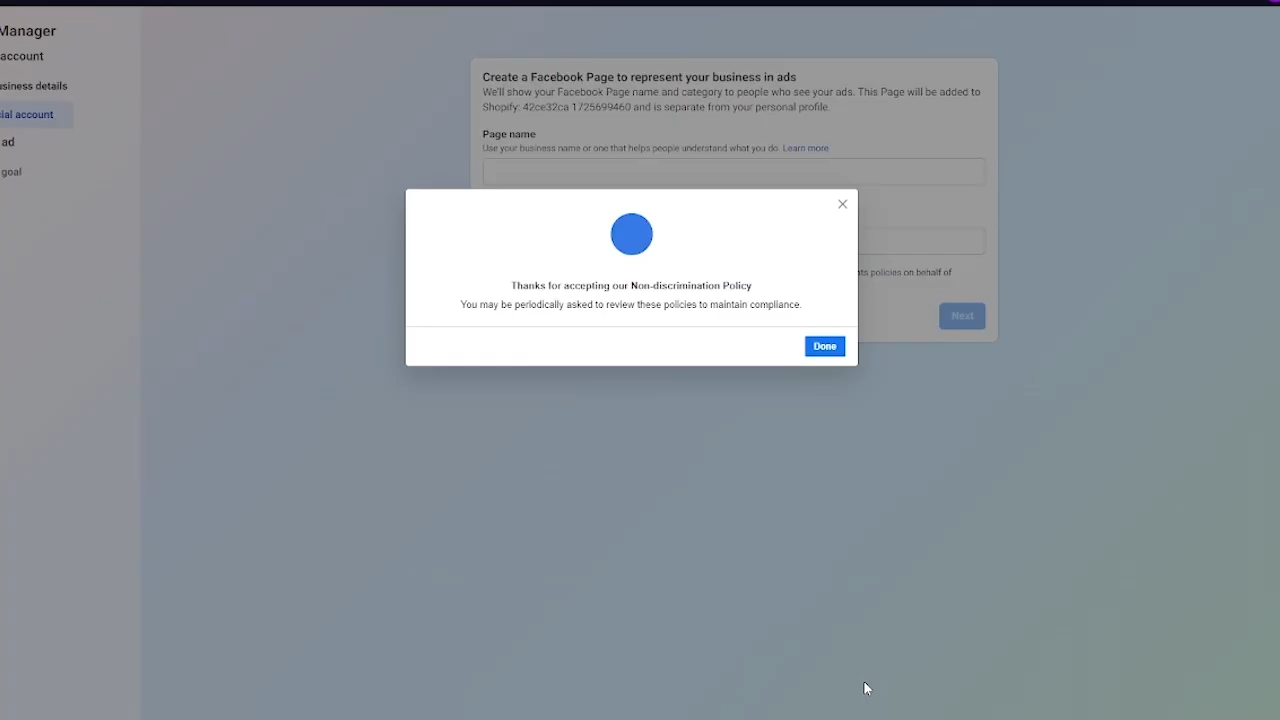 Manager
account
siness details
ial account
ad
goal
Create a Facebook Page to represent your business in ads
We'll show your Facebook Page name and category to people who see your ads. This Page will be added to
Shopify: 42ce32ca 1725699460 and is separate from your personal profile.
Page name
Use your business name or one that helps people understand what you do. Learn more
ts policies on behalf of
Next
Thanks for accepting our Non-discrimination Policy
You may be periodically asked to review these policies to maintain compliance.
Done